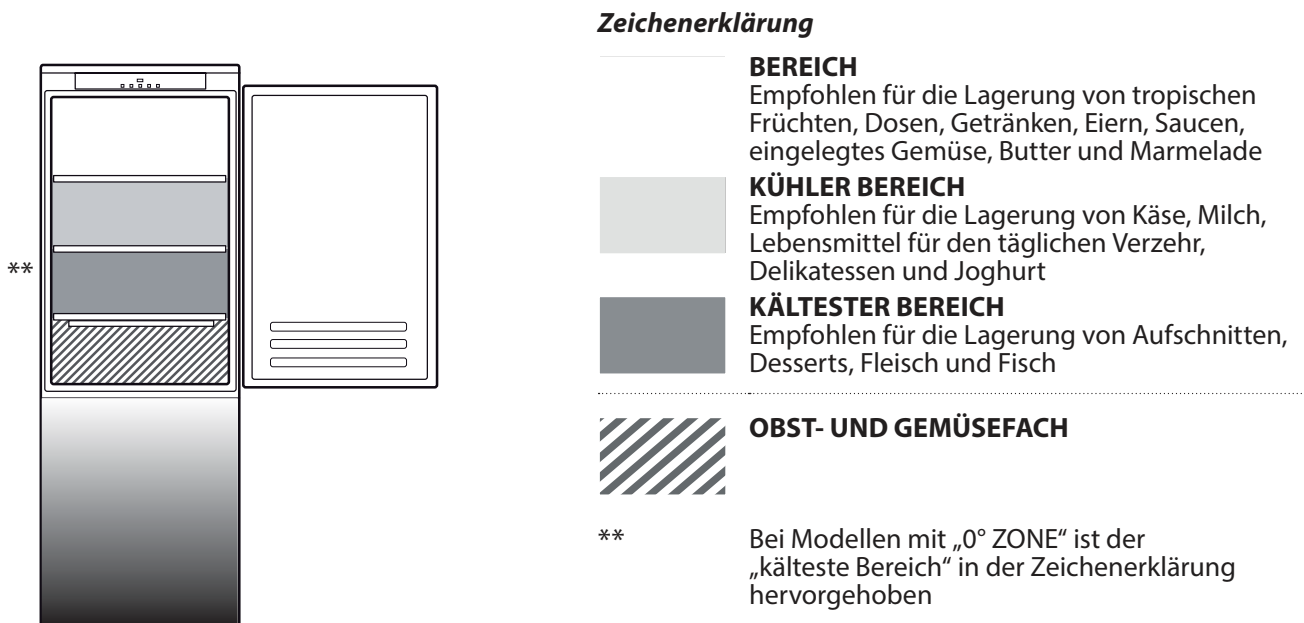 Zeichenerklärung
BEREICH
Empfohlen für die Lagerung von tropischen
Früchten, Dosen, Getränken, Eiern, Saucen,
eingelegtes Gemüse, Butter und Marmelade
KÜHLER BEREICH
Empfohlen für die Lagerung von Käse, Milch,
Lebensmittel für den täglichen Verzehr,
Delikatessen und Joghurt
**
KÄLTESTER BEREICH
Empfohlen für die Lagerung von Aufschnitten,
Desserts, Fleisch und Fisch
OBST- UND GEMÜSEFACH
** Bei Modellen mit „0° ZONE“ ist der
„kälteste Bereich“ in der Zeichenerklärung
hervorgehoben